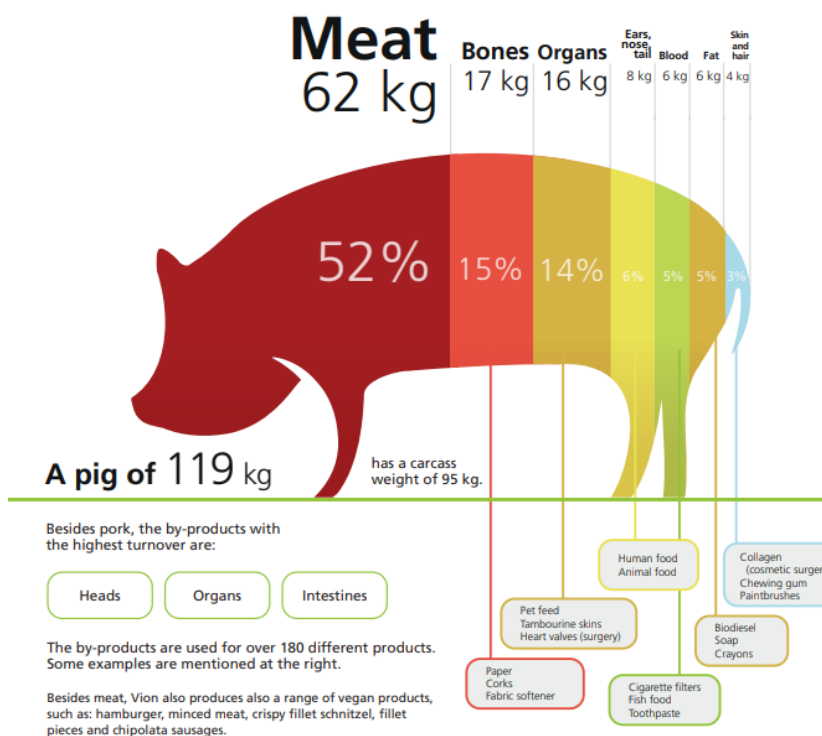 Meat
62 kg
Bones
17 kg
Organs
16 kg
Ears,
nose,
tail
8 kg
Blood
6 kg
Fat
6 kg
Skin
and
hair
4 kg
52%
15%
14%
6%
5%
5%
3%
A pig of 119 kg
has a carcass
weight of 95 kg.
Besides pork, the by-products with
the highest turnover are:
Heads
Organs
Intestines
The by-products are used for over 180 different products.
Some examples are mentioned at the right.
Besides meat, Vion also produces also a range of vegan products,
such as: hamburger, minced meat, crispy fillet schnitzel, fillet
pieces and chipolata sausages.
Paper
Corks
Fabric softener
Pet feed
Tambourine skins
Heart valves (surgery)
Human food
Animal food
Cigarette filters
Fish food
Toothpaste
Biodiesel
Soap
Crayons
Collagen
(cosmetic surger
Chewing gum
Paintbrushes